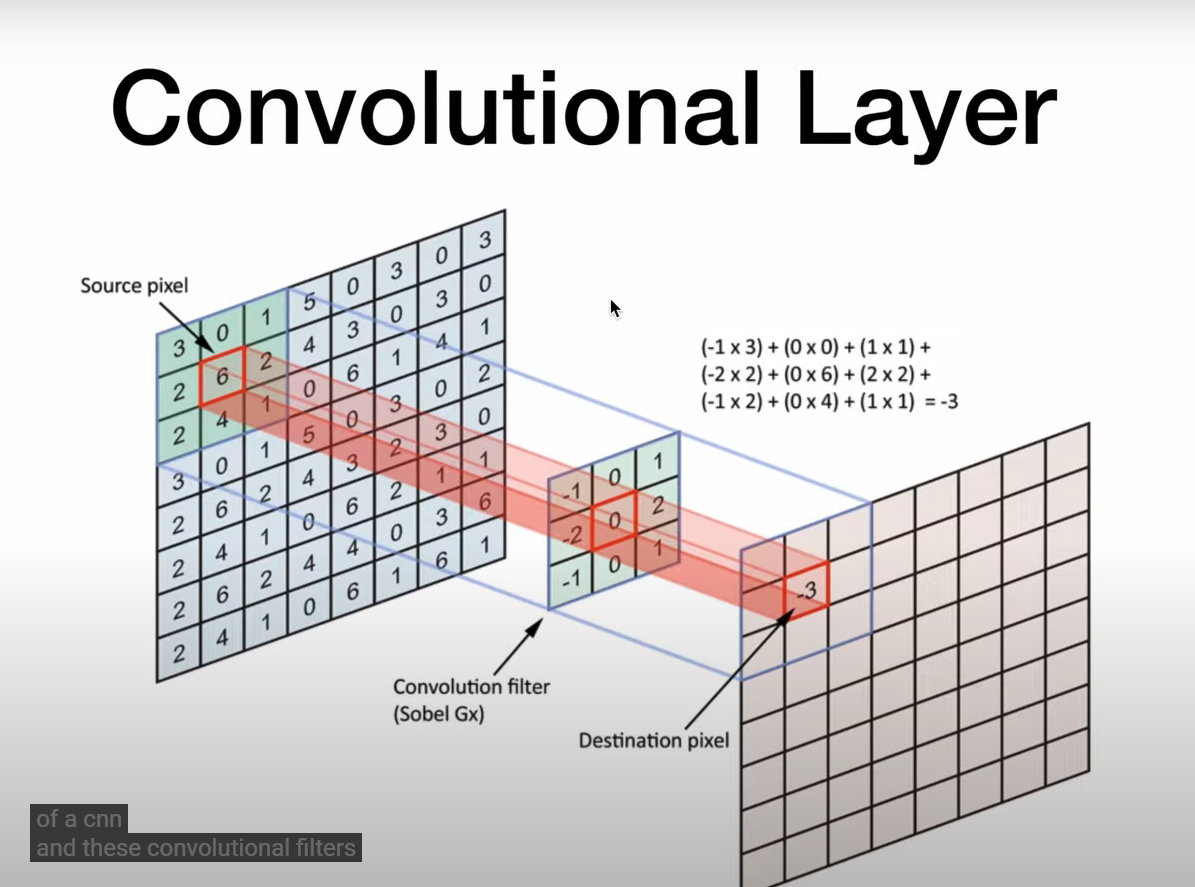 Convolutional Layer
Source pixel
3 0 1 5 0 3 0 3
2 6 2 4 3 0 3 0
2 4 1 0 6 1 4 1
3 0 1 5 0 3 0 2
2 6 2 4 3 2 3 0
2 4 1 0 6 2 1 1
2 6 2 4 4 0 3 6
2 4 1 0 6 1 6 1
(-1 x 3) + (0 x 0) + (1 x 1) +
(-2 x 2) + (0 x 6) + (2 x 2) +
(-1 x 2) + (0 x 4) + (1 x 1) = -3
-1 0 1
-2 0 2
-1 0 1
-3
Convolution filter
(Sobel Gx)
Destination pixel
of a cnn
and these convolutional filters